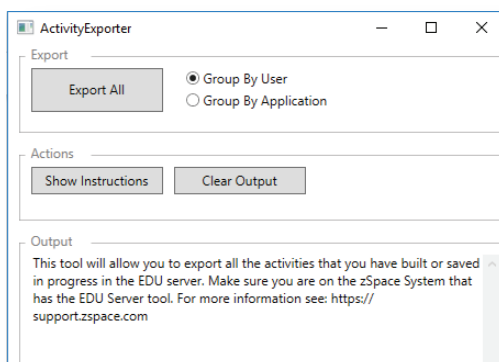 ActivityExporter
Export
Export All
Group By User
Group By Application
Actions
Show Instructions
Clear Output
Output
This tool will allow you to export all the activities that you have built or saved
in progress in the EDU server. Make sure you are on the zSpace System that
has the EDU Server tool. For more information see: https://
support.zspace.com